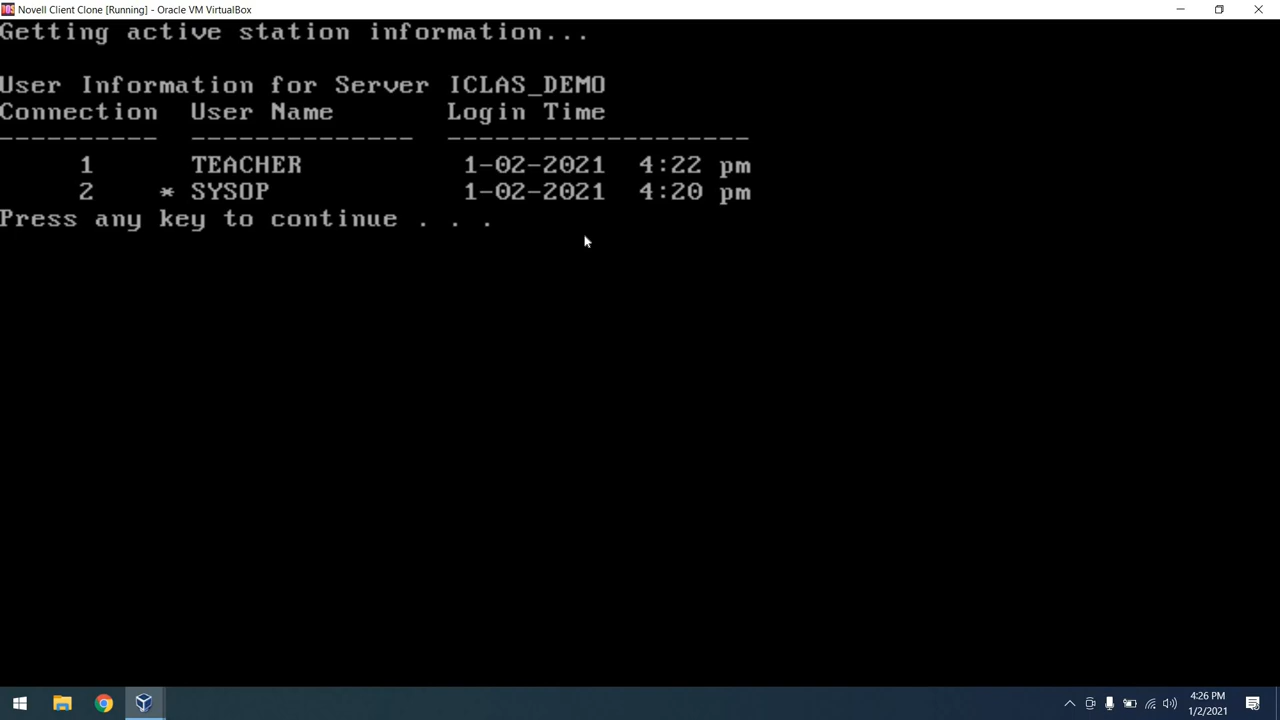 Novell Client Clone [Running] - Oracle VM VirtualBox
Getting active station information...
User Information for Server ICLAS_DEMO
Connection User Name Login Time
---------- -------------- -------------------
1 TEACHER 1-02-2021 4:22 pm
2 * SYSOP 1-02-2021 4:20 pm
Press any key to continue . . .
4:26 PM
1/2/2021